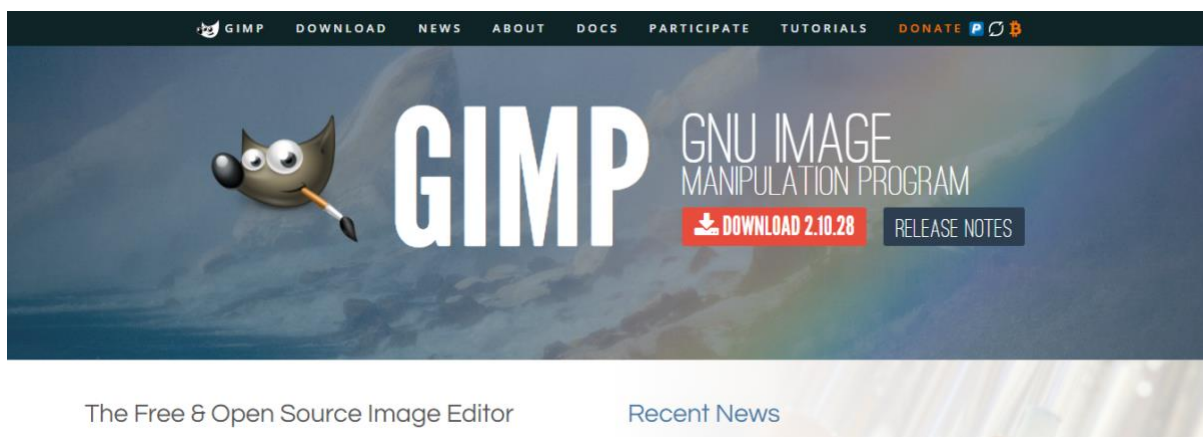 GIMP DOWNLOAD NEWS ABOUT DOCS PARTICIPATE TUTORIALS DONATE
GIMP
GNU IMAGE
MANIPULATION PROGRAM
DOWNLOAD 2.10.28 RELEASE NOTES
The Free & Open Source Image Editor
Recent News